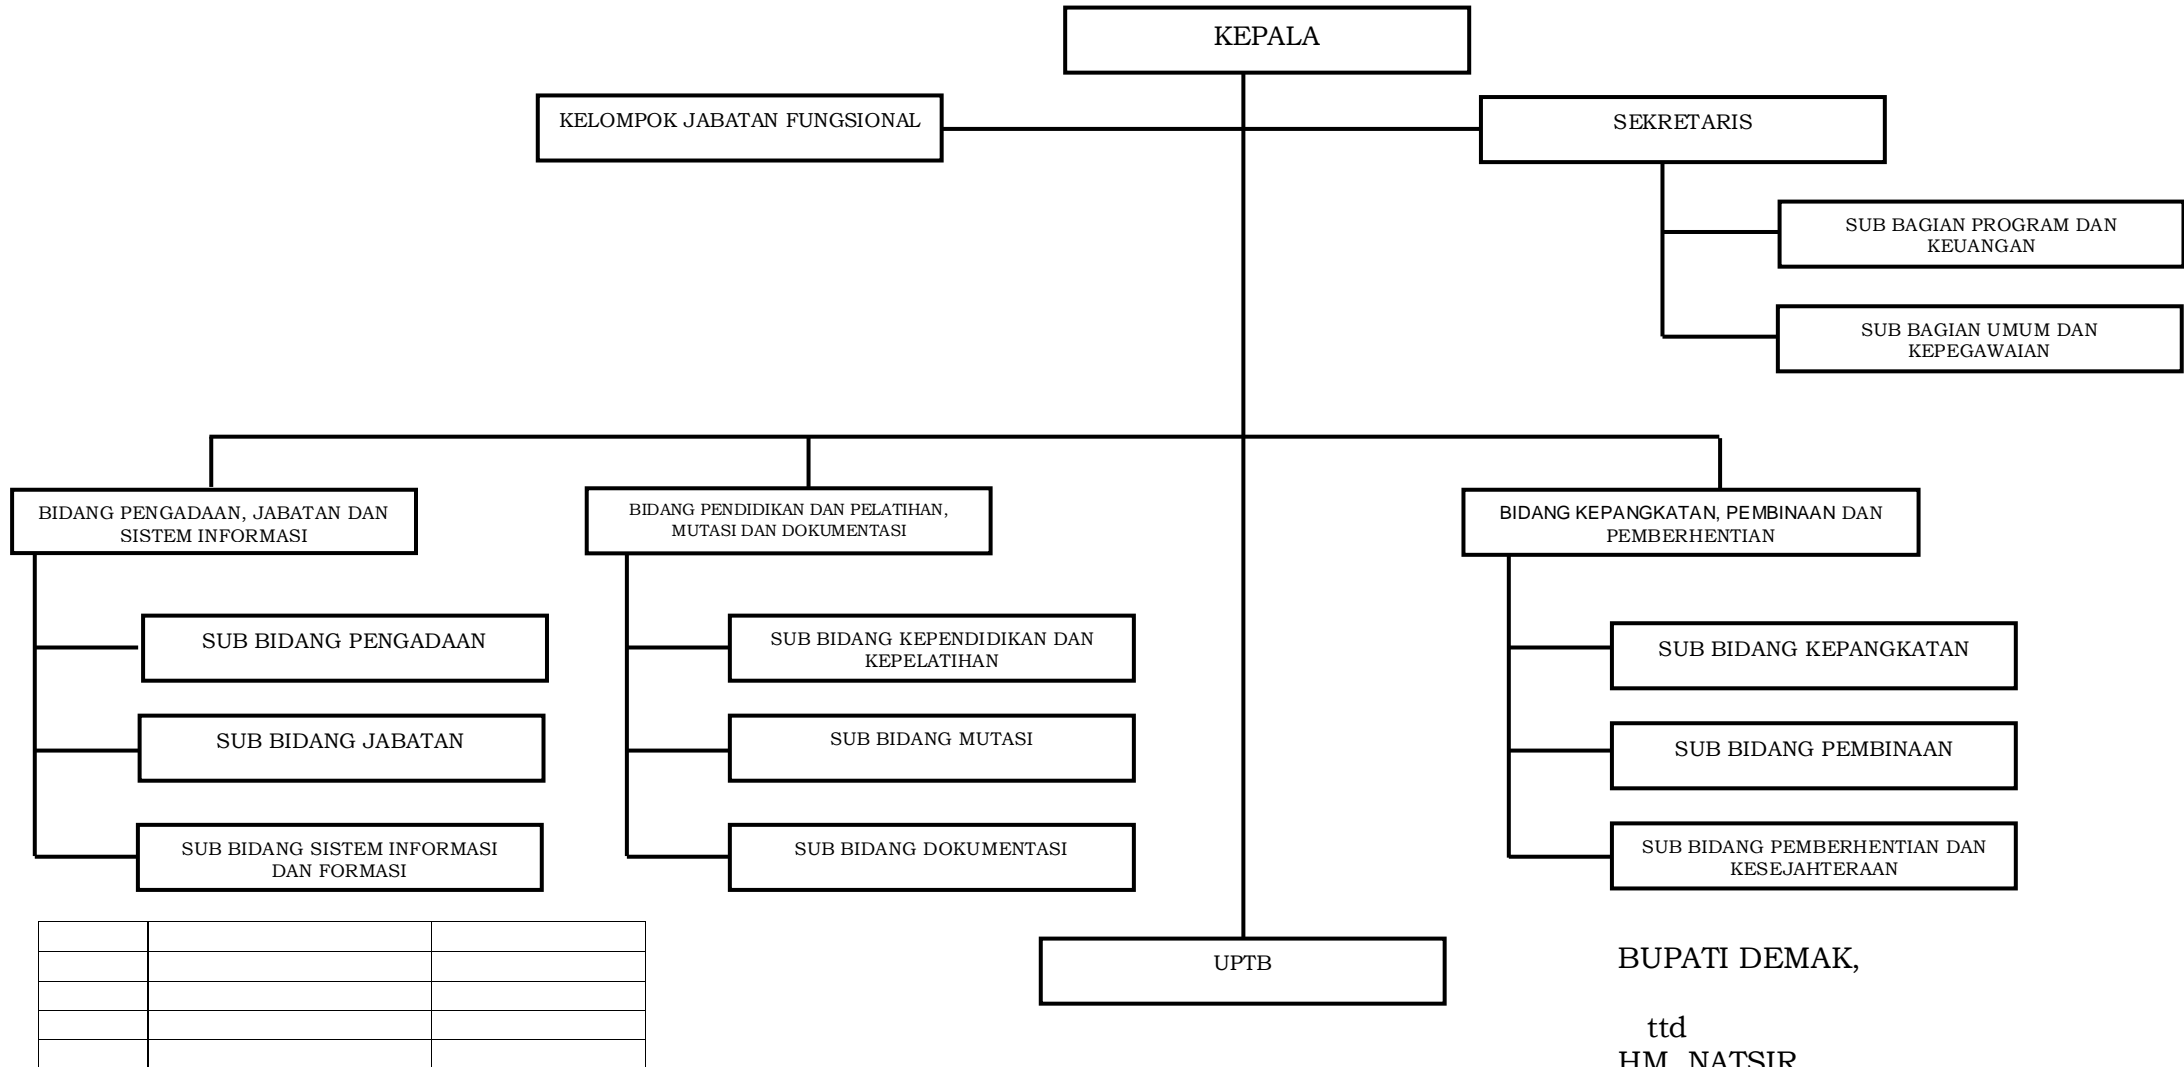 KEPALA
KELOMPOK JABATAN FUNGSIONAL
SEKRETARIS
SUB BAGIAN PROGRAM DAN
KEUANGAN
SUB BAGIAN UMUM DAN
KEPEGAWAIAN
BIDANG PENGADAAN, JABATAN DAN
SISTEM INFORMASI
BIDANG PENDIDIKAN DAN PELATIHAN,
MUTASI DAN DOKUMENTASI
BIDANG KEPANGKATAN, PEMBINAAN DAN
PEMBERHENTIAN
SUB BIDANG PENGADAAN
SUB BIDANG JABATAN
SUB BIDANG SISTEM INFORMASI
DAN FORMASI
SUB BIDANG KEPENDIDIKAN DAN
KEPELATIHAN
SUB BIDANG MUTASI
SUB BIDANG DOKUMENTASI
SUB BIDANG KEPANGKATAN
SUB BIDANG PEMBINAAN
SUB BIDANG PEMBERHENTIAN DAN
KESEJAHTERAAN
UPTB
BUPATI DEMAK,
ttd
HM. NATSIR